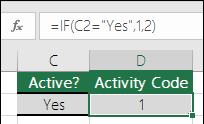 fx =IF(C2="Yes",1,2)
C D
Active? Activity Code
Yes 1